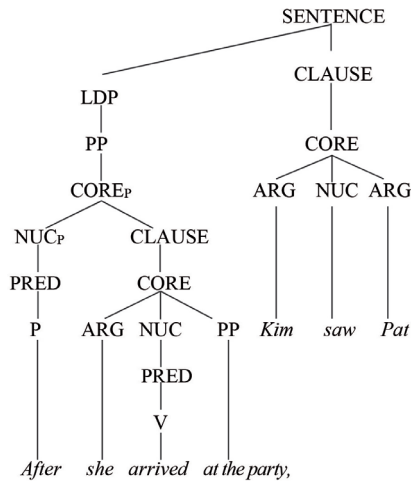 SENTENCE
CLAUSE
LDP
PP
CORE
COREP
ARG NUC ARG
NUCP CLAUSE
PRED CORE
P ARG NUC PP Kim saw Pat
PRED
V
After she arrived at the party,